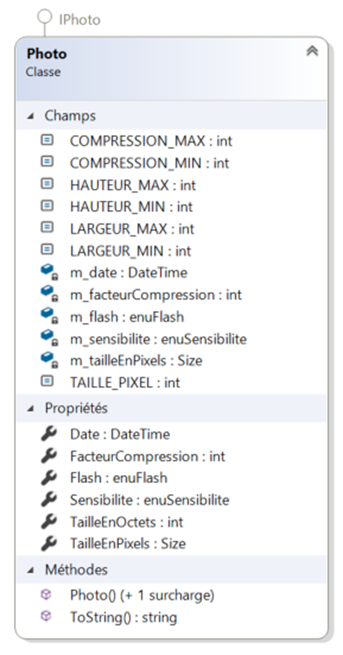 IPhoto
Photo
Classe
Champs
COMPRESSION_MAX : int
COMPRESSION_MIN : int
HAUTEUR_MAX : int
HAUTEUR_MIN : int
LARGEUR_MAX : int
LARGEUR_MIN : int
m_date : DateTime
m_facteurCompression : int
m_flash : enuFlash
m_sensibilite : enuSensibilite
m_tailleEnPixels : Size
TAILLE_PIXEL : int
Propriétés
Date : DateTime
FacteurCompression : int
Flash : enuFlash
Sensibilite : enuSensibilite
TailleEnOctets : int
TailleEnPixels : Size
Méthodes
Photo() (+ 1 surcharge)
ToString() : string